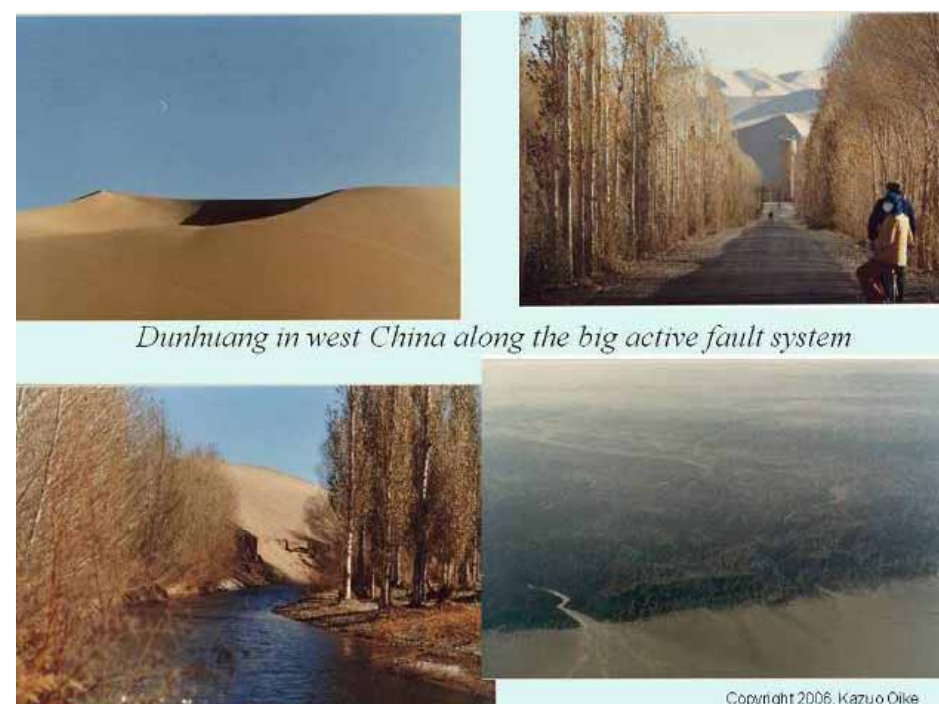 Dunhuang in west China along the big active fault system
Copyright 2006, Kazuo Oike